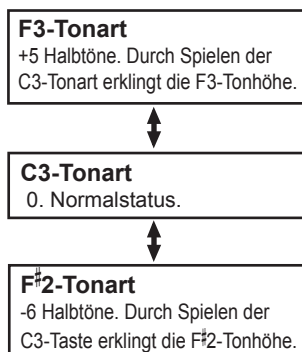 F3-Tonart
+5 Halbtöne. Durch Spielen der
C3-Tonart erklingt die F3-Tonhöhe.
C3-Tonart
0. Normalstatus.
F♯2-Tonart
-6 Halbtöne. Durch Spielen der
C3-Taste erklingt die F♯2-Tonhöhe.